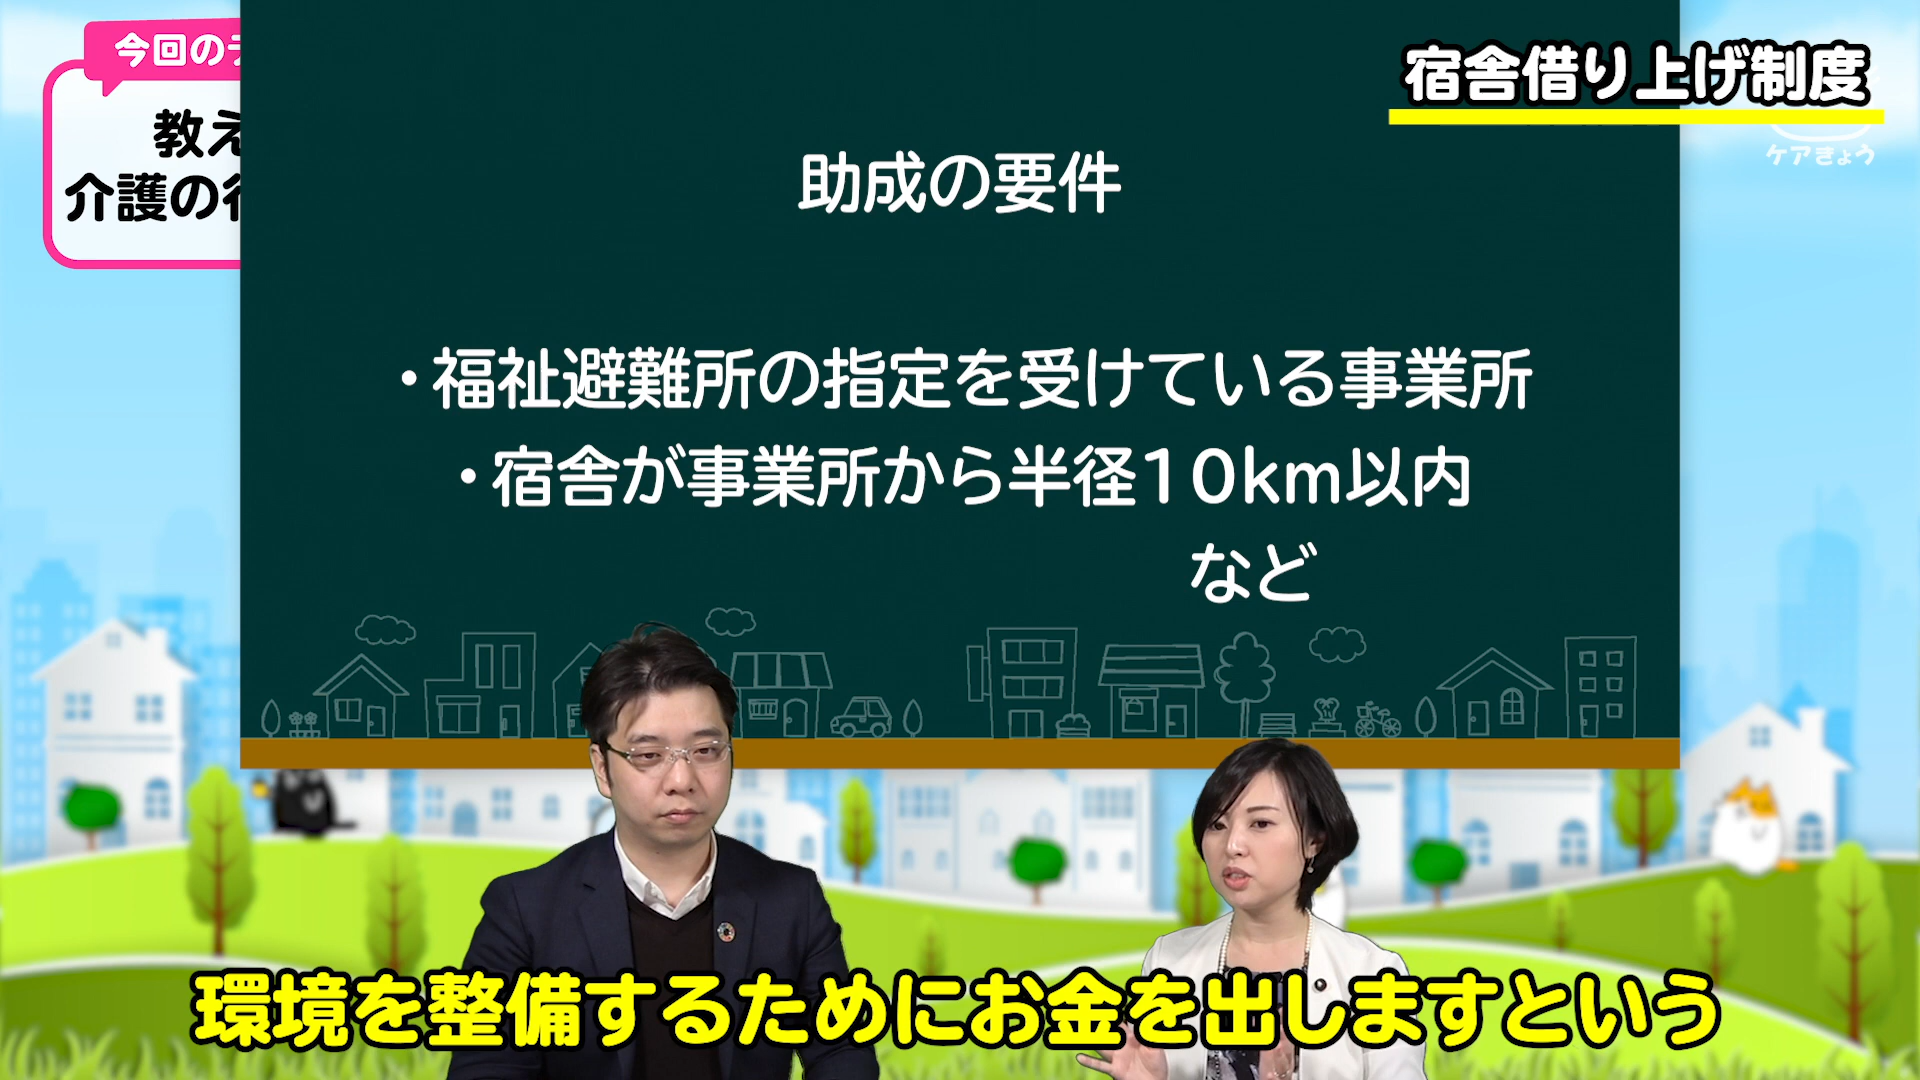 今回の
教え
介護の
宿舎借り上げ制度
ケアきょう
助成の要件
・福祉避難所の指定を受けている事業所
・宿舎が事業所から半径10km以内
など
環境を整備するためにお金を出しますという